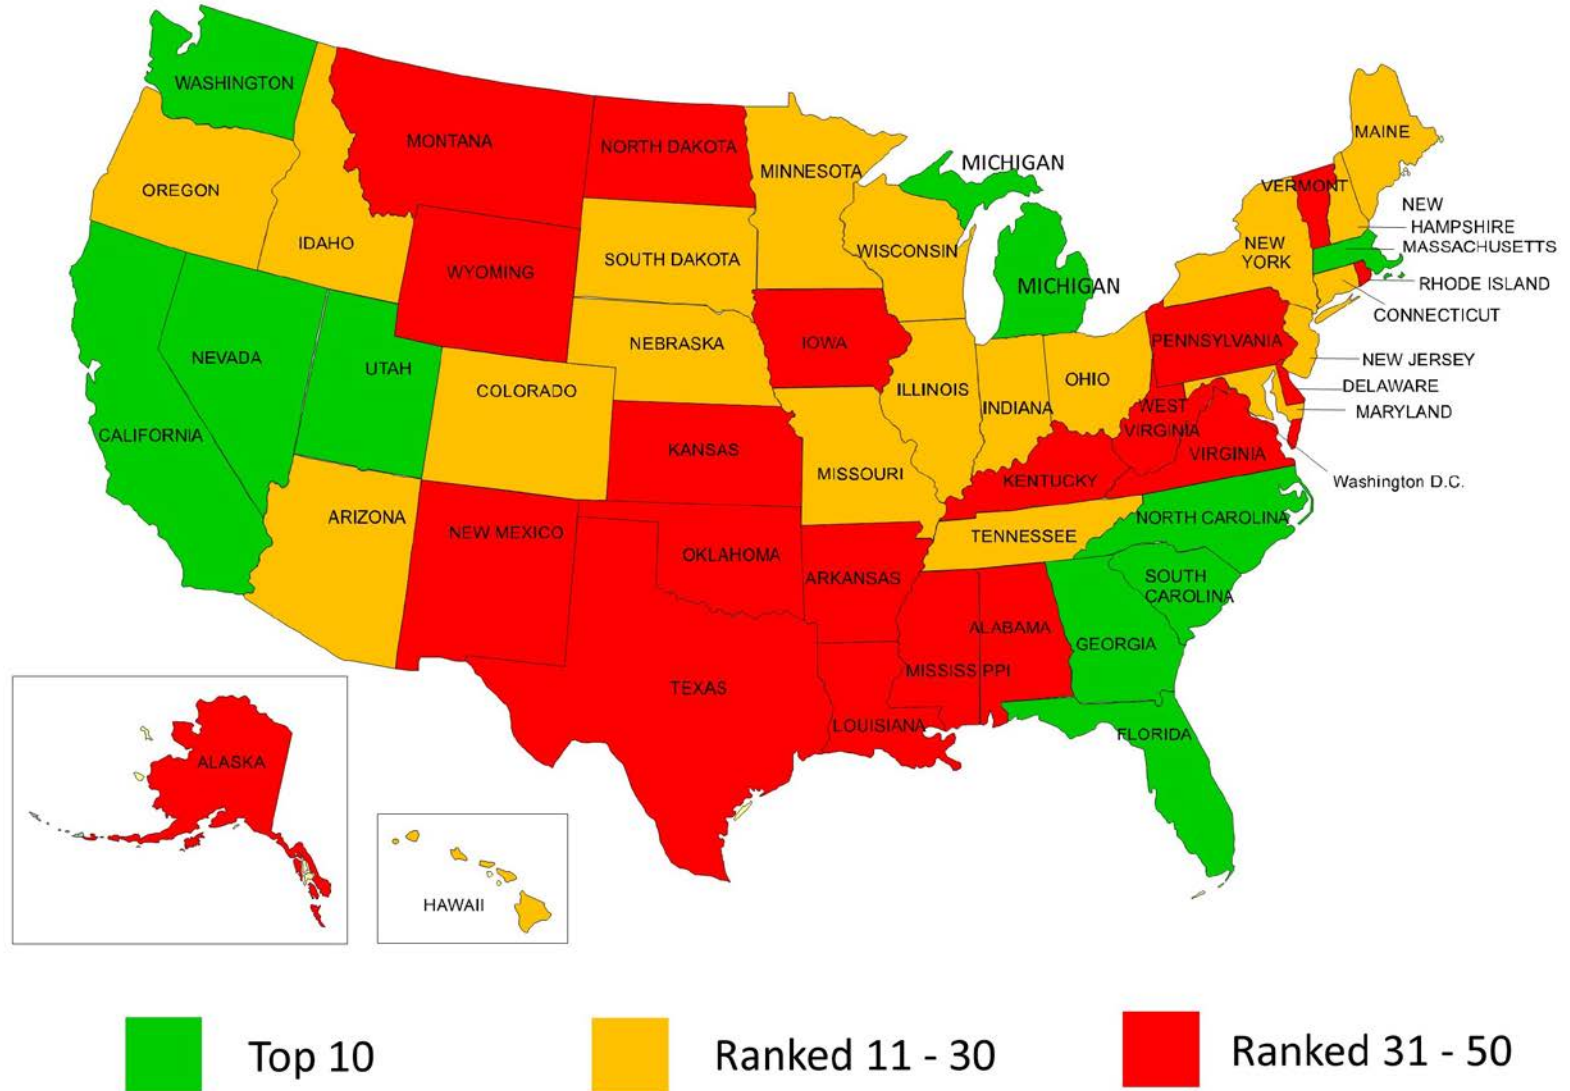 WASHINGTON
MONTANA
NORTH DAKOTA
MINNESOTA
MICHIGAN
MAINE
OREGON
IDAHO
VERMONT
NEW
HAMPSHIRE
MASSACHUSETTS
WYOMING
SOUTH DAKOTA
WISCONSIN
MICHIGAN
NEW
YORK
RHODE ISLAND
CONNECTICUT
NEVADA
UTAH
COLORADO
NEBRASKA
IOWA
ILLINOIS
INDIANA
OHIO
PENNSYLVANIA
NEW JERSEY
DELAWARE
MARYLAND
CALIFORNIA
KANSAS
MISSOURI
KENTUCKY
WEST
VIRGINIA
VIRGINIA
Washington D.C.
ARIZONA
NEW MEXICO
OKLAHOMA
ARKANSAS
TENNESSEE
NORTH CAROLINA
SOUTH
CAROLINA
TEXAS
LOUISIANA
MISSISSIPPI
ALABAMA
GEORGIA
FLORIDA
ALASKA
HAWAII
Top 10
Ranked 11 - 30
Ranked 31 - 50